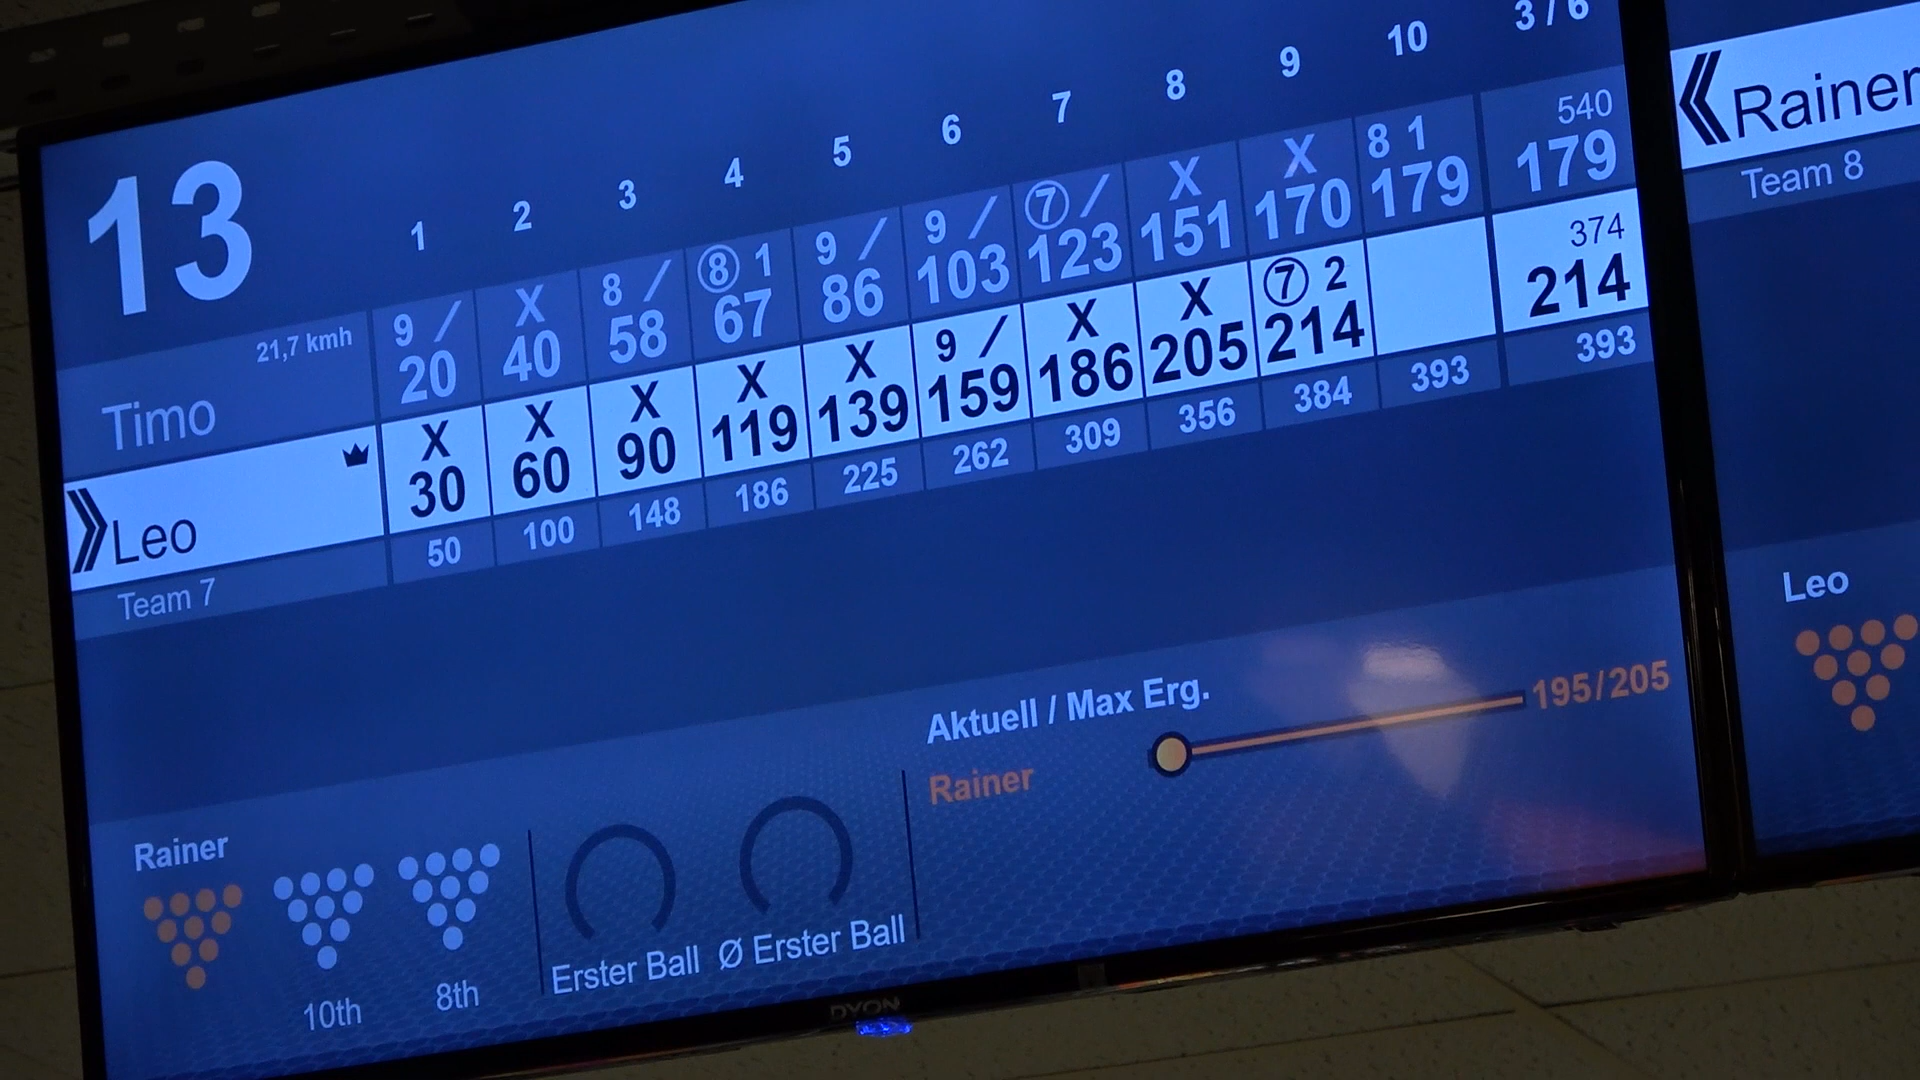 13
1 2 3 4 5 6 7 8 9 10 3 / 6
21,7 kmh
Timo
9 / X 8 / ⑧ 1 9 / 9 / ⑦ / X X 8 1 540
20 40 58 67 86 103 123 151 170 179 179
Leo
X X X X X 9 / X X ⑦ 2 374
30 60 90 119 139 159 186 205 214 214
Team 7
50 100 148 186 225 262 309 356 384 393 393
Aktuell / Max Erg.
Rainer 195/205
Rainer
10th 8th
Erster Ball Ø Erster Ball
DYON
Rainer
Team 8
Leo